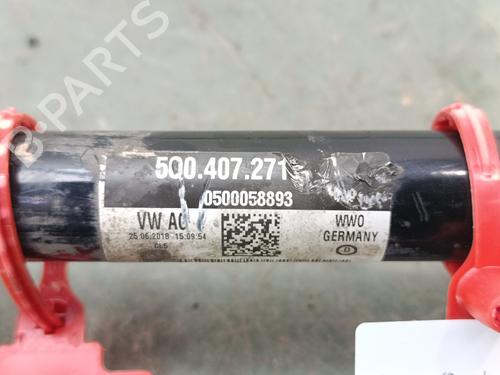 5Q0.407.271
0500058893
VW AG
WWO
25.06.2018 - 15:09:54
GERMANY
B-PARTS